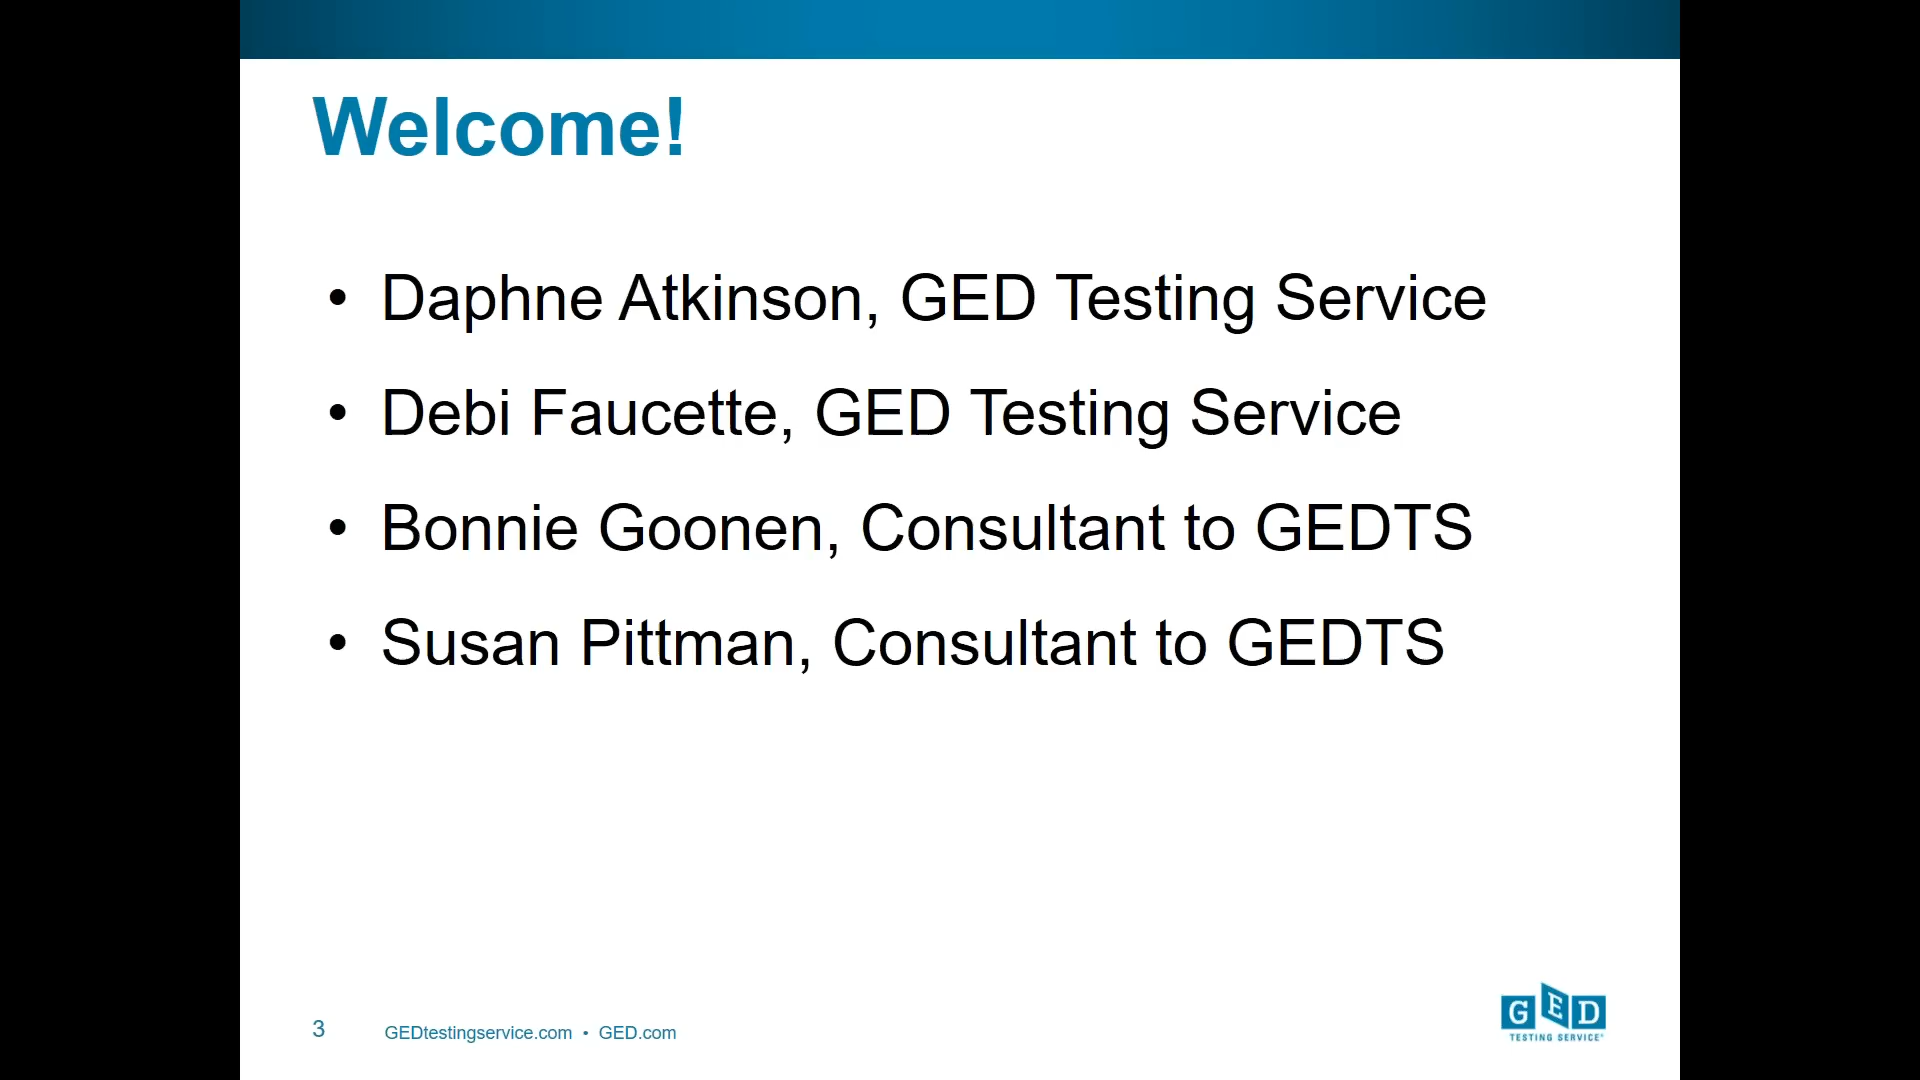 Welcome!
• Daphne Atkinson, GED Testing Service
• Debi Faucette, GED Testing Service
• Bonnie Goonen, Consultant to GEDTS
• Susan Pittman, Consultant to GEDTS
3 GEDtestingservice.com • GED.com
GED
TESTING SERVICE®